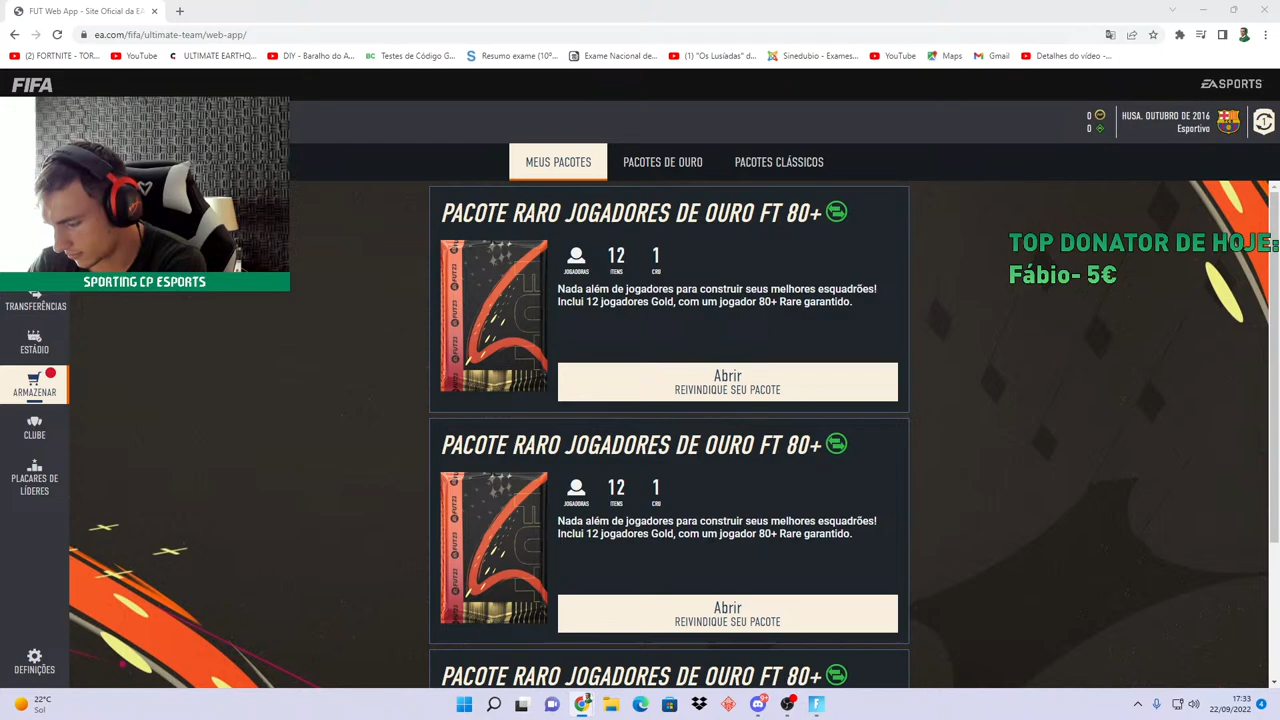 FUT Web App - Site Oficial da EA
ea.com/fifa/ultimate-team/web-app/
(2) FORTNITE - TOR...
YouTube
ULTIMATE EARTHQ...
DIY - Baralho do A...
Testes de Código G...
Resumo exame (10º...
Exame Nacional de...
(1) "Os Lusíadas" d...
Sinedubio - Exames...
YouTube
Maps
Gmail
Detalhes do vídeo -...
FIFA
EA SPORTS
0
0
HUSA. OUTUBRO DE 2016
Esportivo
1
MEUS PACOTES
PACOTES DE OURO
PACOTES CLÁSSICOS
PACOTE RARO JOGADORES DE OURO FT 80+
12
1
JOGADORAS
ITENS
CRU
Nada além de jogadores para construir seus melhores esquadrões!
Inclui 12 jogadores Gold, com um jogador 80+ Rare garantido.
Abrir
REIVINDIQUE SEU PACOTE
TOP DONATOR DE HOJE:
Fábio- 5€
SPORTING CP ESPORTS
TRANSFERÊNCIAS
ESTÁDIO
ARMAZENAR
CLUBE
PLACARES DE
LÍDERES
DEFINIÇÕES
PACOTE RARO JOGADORES DE OURO FT 80+
12
1
JOGADORAS
ITENS
CRU
Nada além de jogadores para construir seus melhores esquadrões!
Inclui 12 jogadores Gold, com um jogador 80+ Rare garantido.
Abrir
REIVINDIQUE SEU PACOTE
PACOTE RARO JOGADORES DE OURO FT 80+
22°C
Sol
17:33
22/09/2022